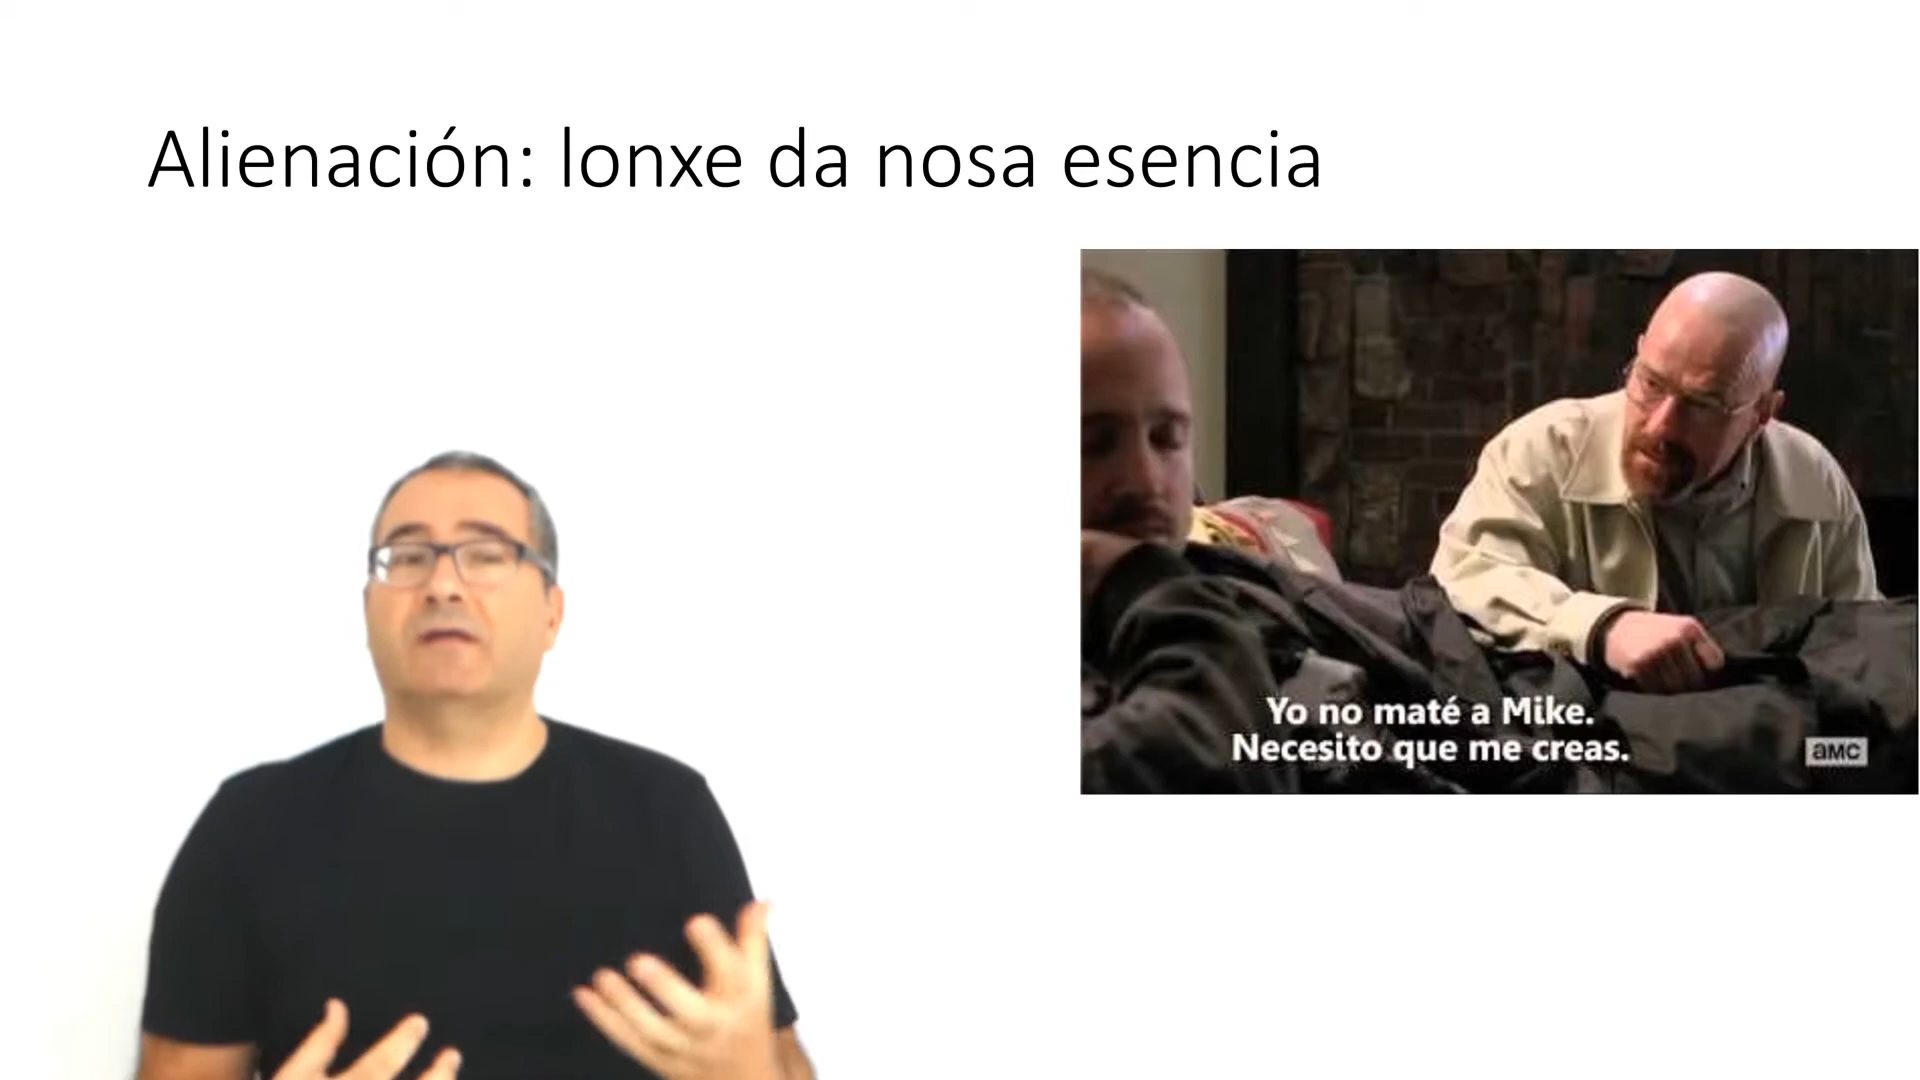 Alienación: lonxe da nosa esencia
Yo no maté a Mike.
Necesito que me creas.
aMC